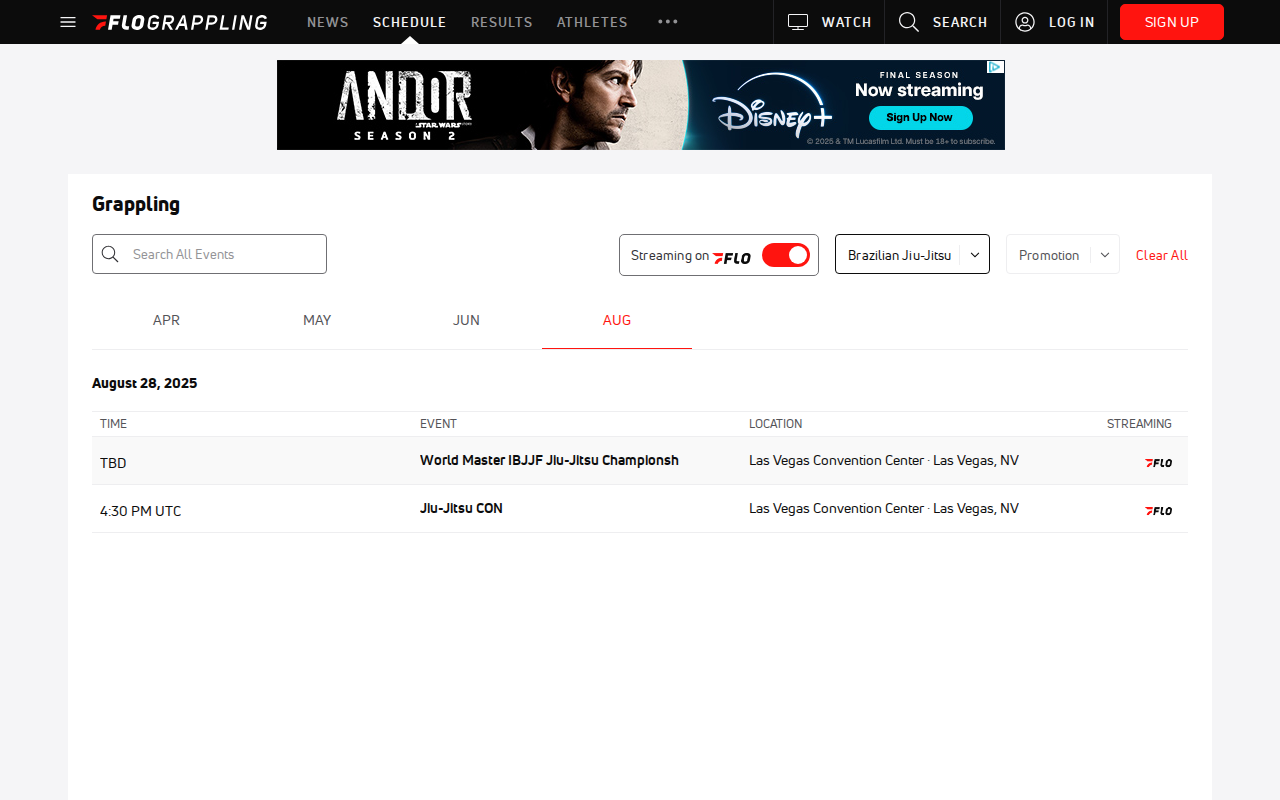 FLOGRAPPLING NEWS SCHEDULE RESULTS ATHLETES ••• WATCH SEARCH LOG IN SIGN UP
ANDOR
STAR WARS
SEASON 2
Disney+
FINAL SEASON
Now streaming
Sign Up Now
© 2025 & TM Lucasfilm Ltd. Must be 18+ to subscribe.
Grappling
Search All Events Streaming on FLO Brazilian Jiu-Jitsu Promotion Clear All
APR MAY JUN AUG
August 28, 2025
TIME EVENT LOCATION STREAMING
TBD World Master IBJJF Jiu-Jitsu Championsh Las Vegas Convention Center · Las Vegas, NV FLO
4:30 PM UTC Jiu-Jitsu CON Las Vegas Convention Center · Las Vegas, NV FLO